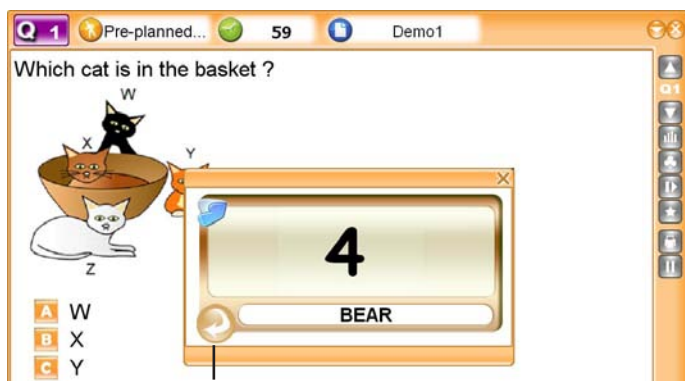 Q 1 Pre-planned... 59 Demo1
Which cat is in the basket ?
W
X
Y
Z
Q1
4
BEAR
A W
B X
C Y